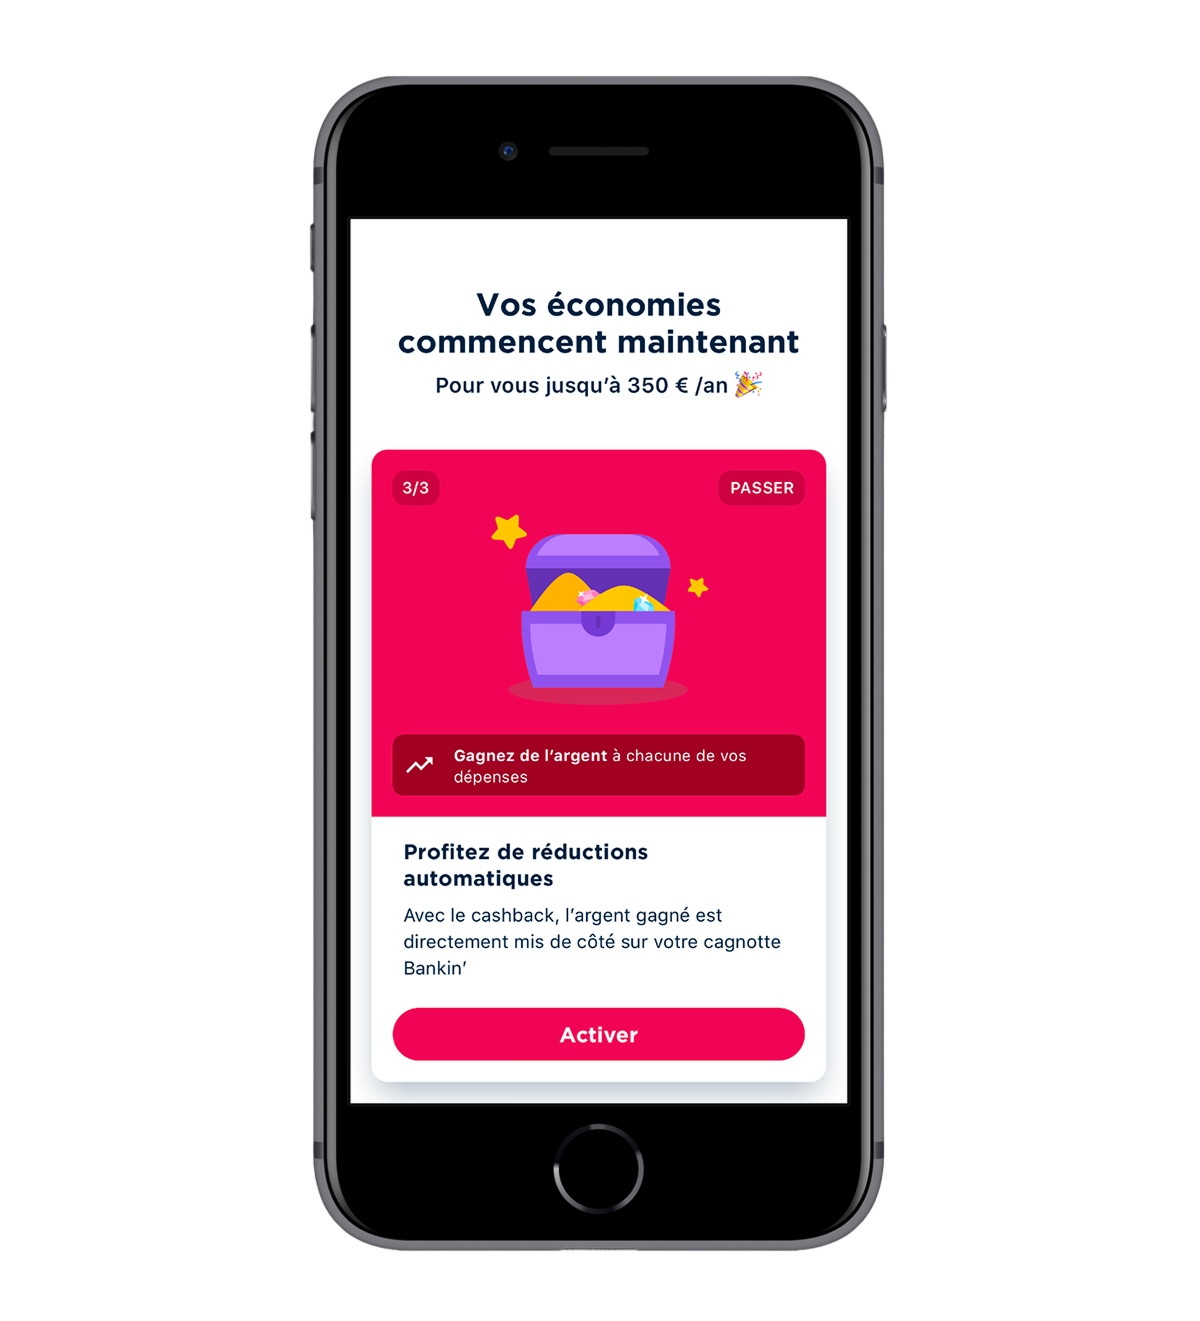 Vos économies
commencent maintenant
Pour vous jusqu’à 350 € /an 🎉
3/3
PASSER
Gagnez de l’argent à chacune de vos
dépenses
Profitez de réductions
automatiques
Avec le cashback, l’argent gagné est
directement mis de côté sur votre cagnotte
Bankin’
Activer